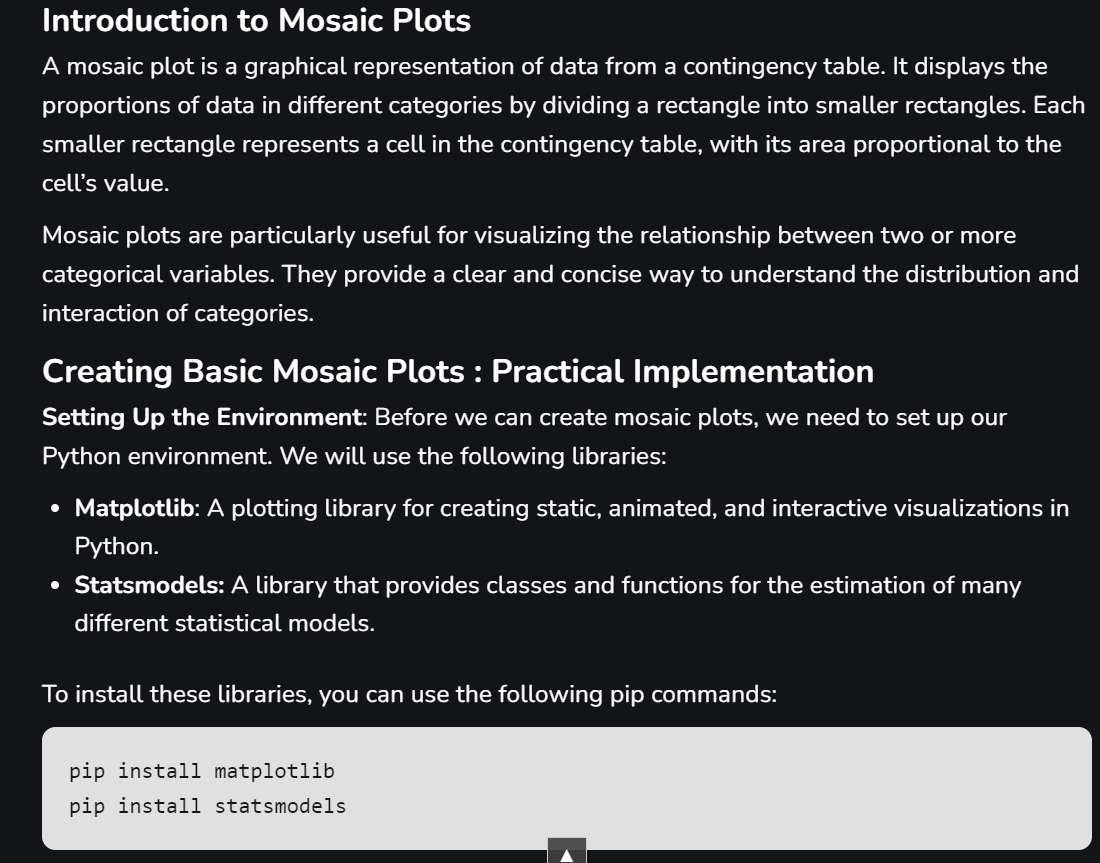 Introduction to Mosaic Plots
A mosaic plot is a graphical representation of data from a contingency table. It displays the
proportions of data in different categories by dividing a rectangle into smaller rectangles. Each
smaller rectangle represents a cell in the contingency table, with its area proportional to the
cell’s value.
Mosaic plots are particularly useful for visualizing the relationship between two or more
categorical variables. They provide a clear and concise way to understand the distribution and
interaction of categories.
Creating Basic Mosaic Plots : Practical Implementation
Setting Up the Environment: Before we can create mosaic plots, we need to set up our
Python environment. We will use the following libraries:
• Matplotlib: A plotting library for creating static, animated, and interactive visualizations in
Python.
• Statsmodels: A library that provides classes and functions for the estimation of many
different statistical models.
To install these libraries, you can use the following pip commands:
pip install matplotlib
pip install statsmodels